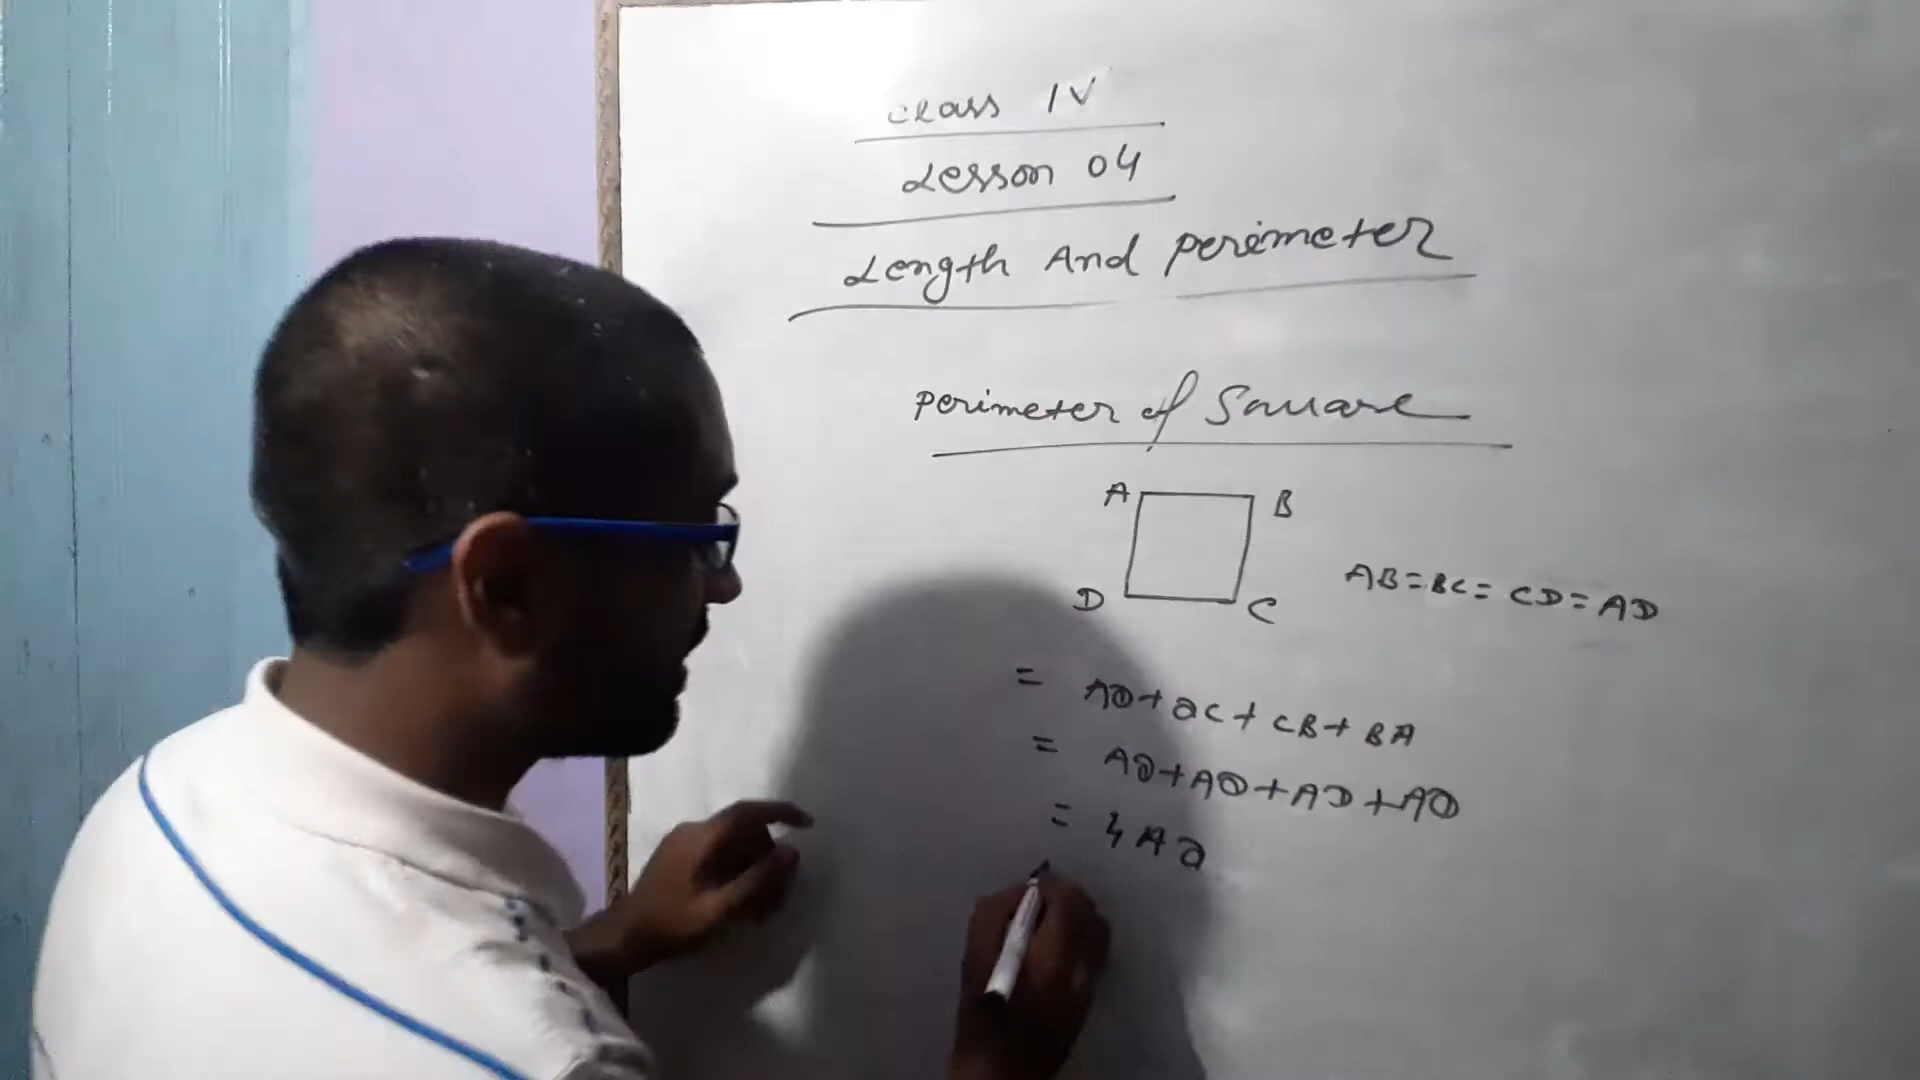 Class IV
Lesson 04
Length And Perimeter
Perimeter of Square
A B
D C
AB=BC=CD=AD
= AD+DC+CB+BA
= AD+AD+AD+AD
= 4AD